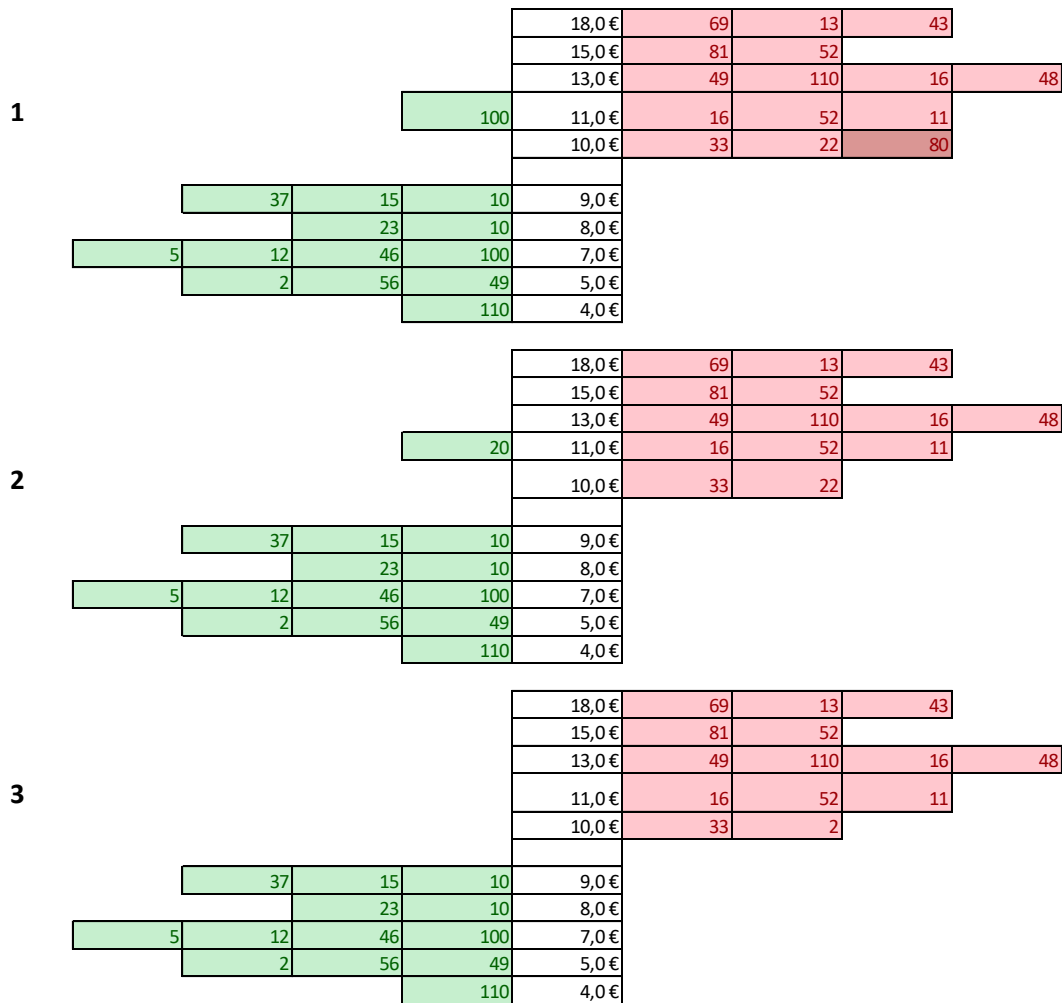 18,0 € 69 13 43
15,0 € 81 52
13,0 € 49 110 16 48
1 100 11,0 € 16 52 11
10,0 € 33 22 80
37 15 10 9,0 €
23 10 8,0 €
5 12 46 100 7,0 €
2 56 49 5,0 €
110 4,0 €
18,0 € 69 13 43
15,0 € 81 52
13,0 € 49 110 16 48
20 11,0 € 16 52 11
2 10,0 € 33 22
37 15 10 9,0 €
23 10 8,0 €
5 12 46 100 7,0 €
2 56 49 5,0 €
110 4,0 €
18,0 € 69 13 43
15,0 € 81 52
13,0 € 49 110 16 48
3 11,0 € 16 52 11
10,0 € 33 2
37 15 10 9,0 €
23 10 8,0 €
5 12 46 100 7,0 €
2 56 49 5,0 €
110 4,0 €